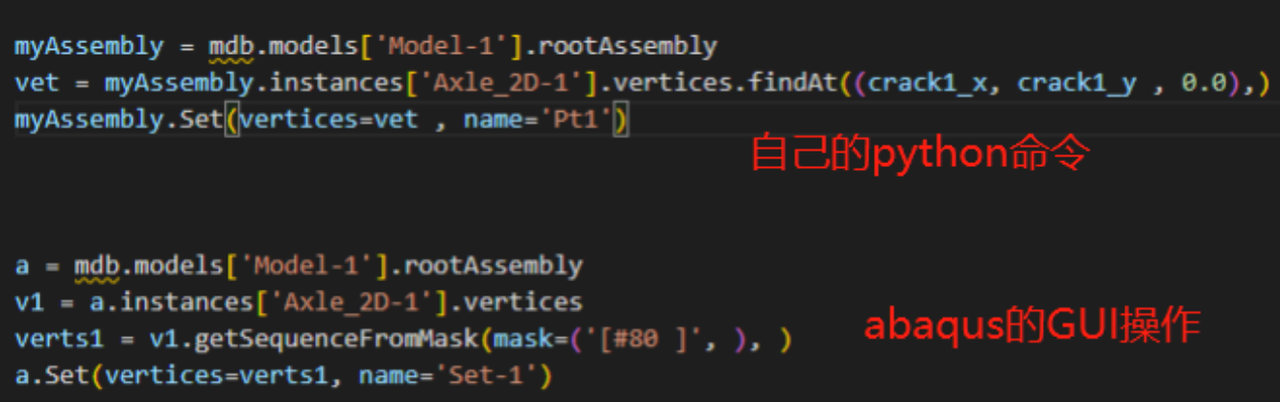 myAssembly = mdb.models['Model-1'].rootAssembly
vet = myAssembly.instances['Axle_2D-1'].vertices.findAt((crack1_x, crack1_y , 0.0),)
myAssembly.Set(vertices=vet , name='Pt1')
自己的python命令
a = mdb.models['Model-1'].rootAssembly
v1 = a.instances['Axle_2D-1'].vertices
verts1 = v1.getSequenceFromMask(mask=('[#80 ]', ), )
abaqus的GUI操作
a.Set(vertices=verts1, name='Set-1')